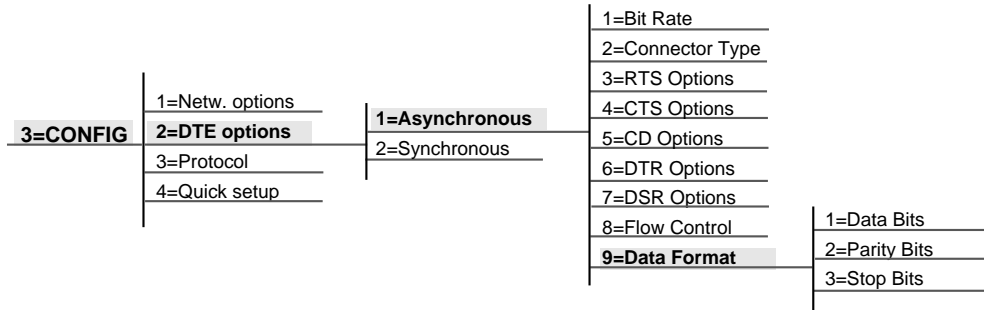 3=CONFIG
1=Netw. options
2=DTE options
3=Protocol
4=Quick setup
1=Asynchronous
2=Synchronous
1=Bit Rate
2=Connector Type
3=RTS Options
4=CTS Options
5=CD Options
6=DTR Options
7=DSR Options
8=Flow Control
9=Data Format
1=Data Bits
2=Parity Bits
3=Stop Bits